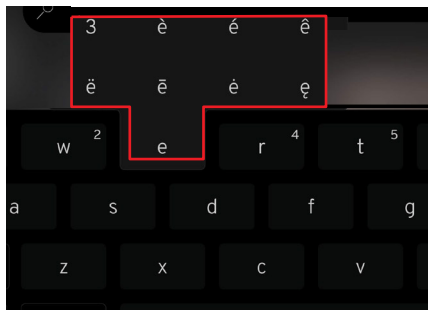 3 è é ê
ë ē ė ę
w 2 e r 4 t 5
a s d f g
z x c v